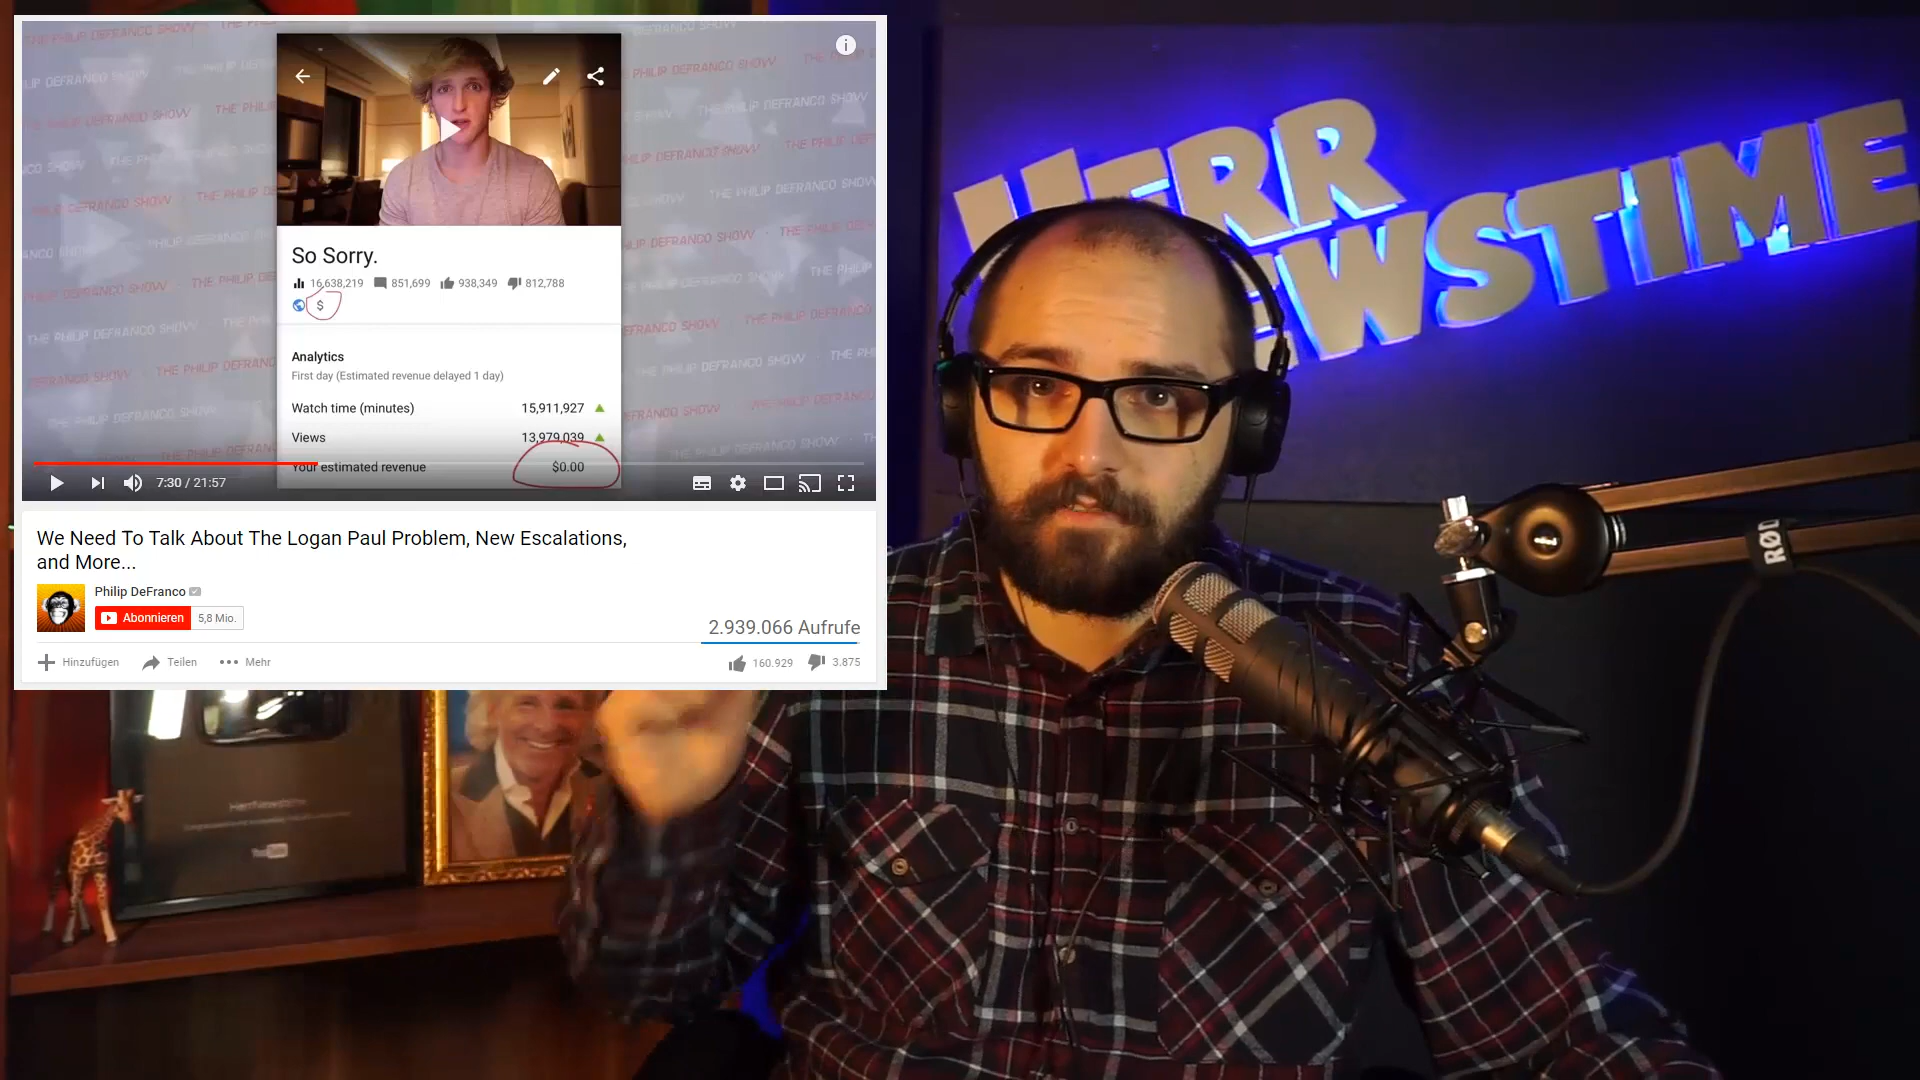 THE PHILIP DEFRANCO SHOW
So Sorry.
16,638,219 851,699 938,349 812,788
$
Analytics
First day (Estimated revenue delayed 1 day)
Watch time (minutes) 15,911,927
Views 13,979,039
Your estimated revenue $0.00
7:30 / 21:57
We Need To Talk About The Logan Paul Problem, New Escalations,
and More...
Philip DeFranco
Abonnieren 5,8 Mio.
2.939.066 Aufrufe
Hinzufügen Teilen Mehr
160.929 3.875
HERR
NEWSTIME
RØD
HerrNewstime
YouTube